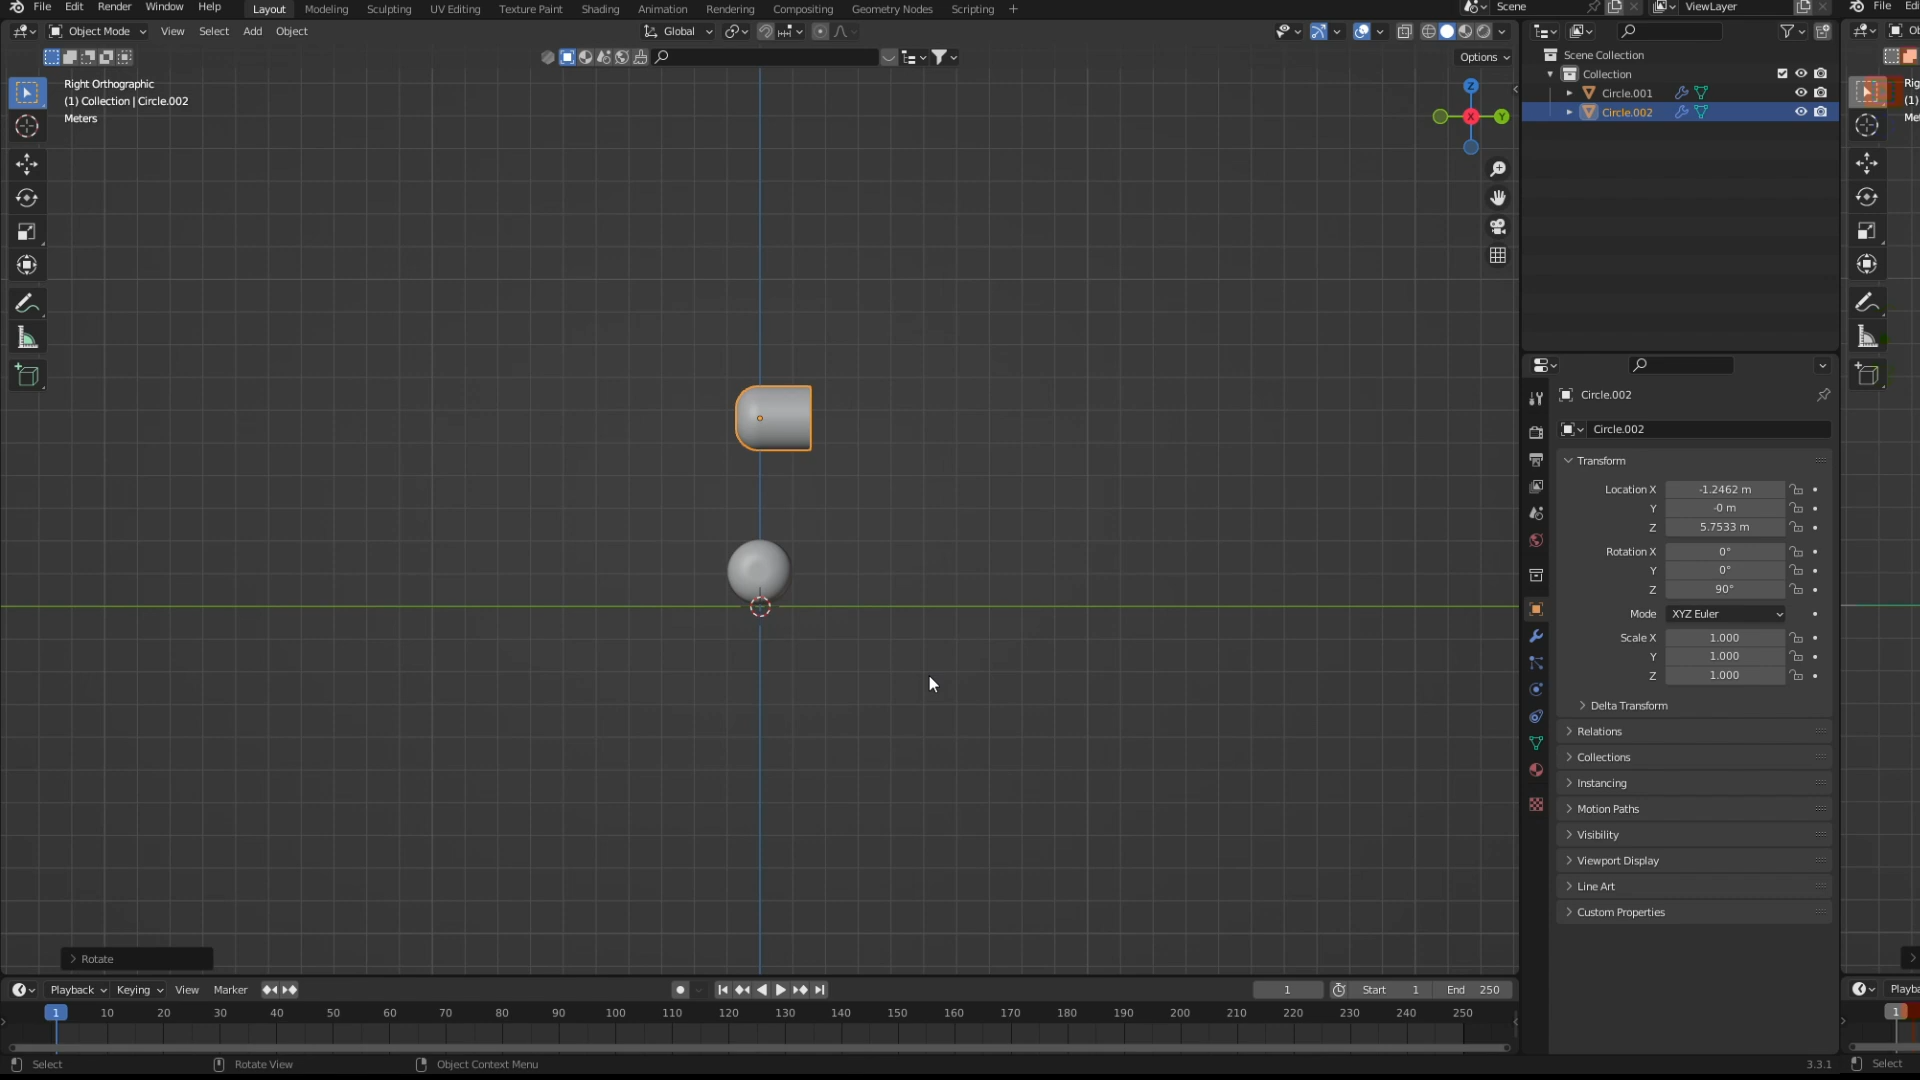 File Edit Render Window Help Layout Modeling Sculpting UV Editing Texture Paint Shading Animation Rendering Compositing Geometry Nodes Scripting + Scene ViewLayer File
Object Mode View Select Add Object Global
Options
Right Orthographic
(1) Collection | Circle.002
Meters
Z
X
Y
Scene Collection
Collection
Circle.001
Circle.002
Circle.002
Circle.002
Transform
Location X -1.2462 m
Y -0 m
Z 5.7533 m
Rotation X 0°
Y 0°
Z 90°
Mode XYZ Euler
Scale X 1.000
Y 1.000
Z 1.000
Delta Transform
Relations
Collections
Instancing
Motion Paths
Visibility
Viewport Display
Line Art
Custom Properties
Rotate
Playback Keying View Marker 1 Start 1 End 250
1 10 20 30 40 50 60 70 80 90 100 110 120 130 140 150 160 170 180 190 200 210 220 230 240 250
1
Select Rotate View Object Context Menu 3.3.1 Select